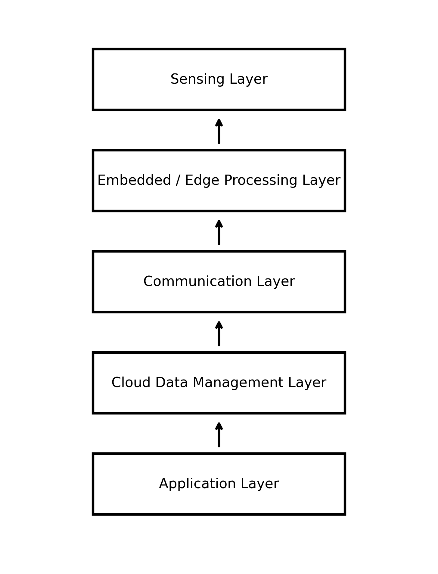 Sensing Layer
Embedded / Edge Processing Layer
Communication Layer
Cloud Data Management Layer
Application Layer